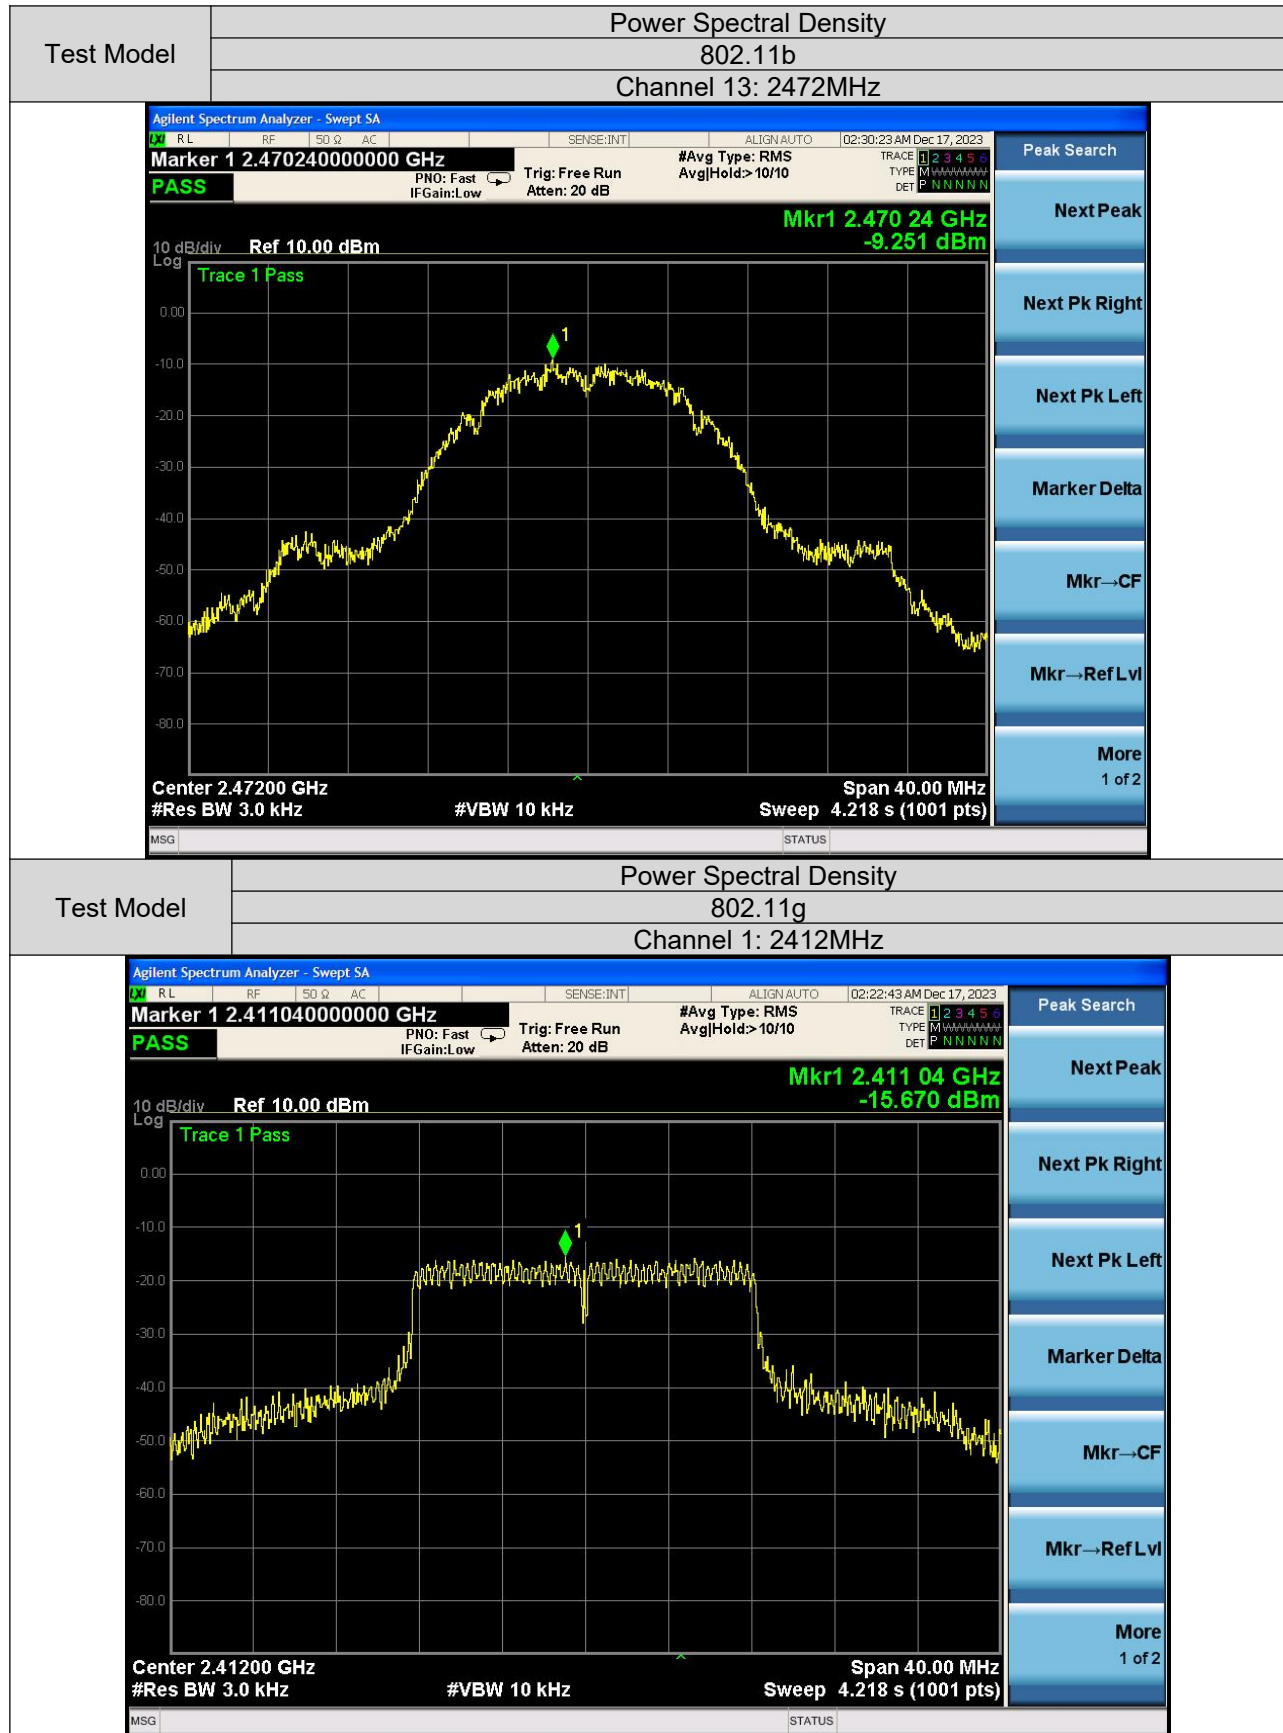 Test Model
Power Spectral Density
802.11b
Channel 13: 2472MHz
Agilent Spectrum Analyzer - Swept SA
LXI RL RF 50 Ω AC SENSE:INT ALIGN AUTO 02:30:23 AM Dec 17, 2023
Marker 1 2.470240000000 GHz
PASS
PNO: Fast
IFGain:Low
Trig: Free Run
Atten: 20 dB
#Avg Type: RMS
Avg|Hold:>10/10
TRACE 1 2 3 4 5 6
TYPE M
DET P N N N N N
Mkr1 2.470 24 GHz
-9.251 dBm
10 dB/div Ref 10.00 dBm
Log
Trace 1 Pass
1
0.00
-10.0
-20.0
-30.0
-40.0
-50.0
-60.0
-70.0
-80.0
Center 2.47200 GHz Span 40.00 MHz
#Res BW 3.0 kHz #VBW 10 kHz Sweep 4.218 s (1001 pts)
MSG STATUS
Peak Search
Next Peak
Next Pk Right
Next Pk Left
Marker Delta
Mkr→CF
Mkr→Ref Lvl
More
1 of 2
Test Model
Power Spectral Density
802.11g
Channel 1: 2412MHz
Agilent Spectrum Analyzer - Swept SA
LXI RL RF 50 Ω AC SENSE:INT ALIGN AUTO 02:22:43 AM Dec 17, 2023
Marker 1 2.411040000000 GHz
PASS
PNO: Fast
IFGain:Low
Trig: Free Run
Atten: 20 dB
#Avg Type: RMS
Avg|Hold:>10/10
TRACE 1 2 3 4 5 6
TYPE M
DET P N N N N N
Mkr1 2.411 04 GHz
-15.670 dBm
10 dB/div Ref 10.00 dBm
Log
Trace 1 Pass
1
0.00
-10.0
-20.0
-30.0
-40.0
-50.0
-60.0
-70.0
-80.0
Center 2.41200 GHz Span 40.00 MHz
#Res BW 3.0 kHz #VBW 10 kHz Sweep 4.218 s (1001 pts)
MSG STATUS
Peak Search
Next Peak
Next Pk Right
Next Pk Left
Marker Delta
Mkr→CF
Mkr→Ref Lvl
More
1 of 2